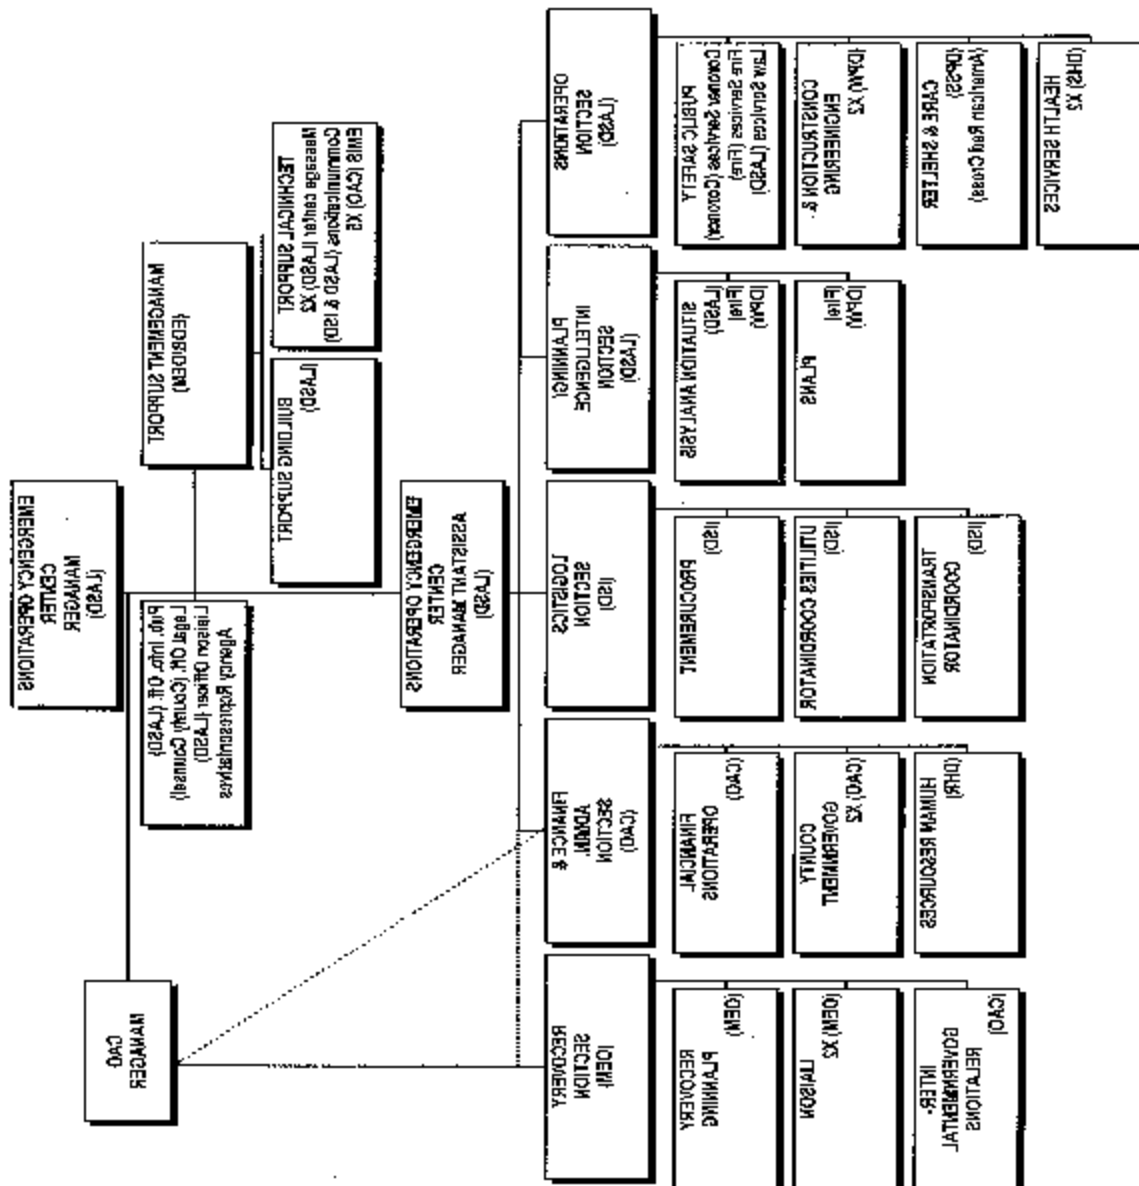 EMERGENCY OPERATIONS
CENTER
MANAGER
(LASD)
MANAGER
CAO
MANAGEMENT SUPPORT
Pub. Info. Off. (LASD)
Legal Off. (County Counsel)
Liaison Officer (LASD)
Agency Representatives
TECHNICAL SUPPORT
Message center (LASD) X2
Communications (LASD & ISD)
EMIS (CAO) X5
BUILDING SUPPORT
(LASD)
EMERGENCY OPERATIONS
CENTER
ASSISTANT MANAGER
(LASD)
OPERATIONS
SECTION
(LASD)
PLANNING/
INTELLIGENCE
SECTION
(LASD)
LOGISTICS
SECTION
(ISD)
FINANCE &
ADMIN.
SECTION
(CAO)
RECOVERY
SECTION
(OEM)
PUBLIC SAFETY
Coroner Services (Coroner)
Fire Services (Fire)
Law Services (LASD)
CONSTRUCTION &
ENGINEERING
(DPW) X2
CARE & SHELTER
(DPSS)
(American Red Cross)
HEALTH SERVICES
(DHS) X2
SITUATION ANALYSIS
(LASD)
(Fire)
(DPW)
PLANS
(Fire)
(DPW)
PROCUREMENT
(ISD)
UTILITIES COORDINATOR
(ISD)
TRANSPORTATION
COORDINATOR
(ISD)
FINANCIAL
OPERATIONS
(CAO)
COUNTY
GOVERNMENT
(CAO) X2
HUMAN RESOURCES
(DHR)
RECOVERY
PLANNING
(OEM)
LIAISON
(OEM) X2
INTER-
GOVERNMENTAL
RELATIONS
(CAO)